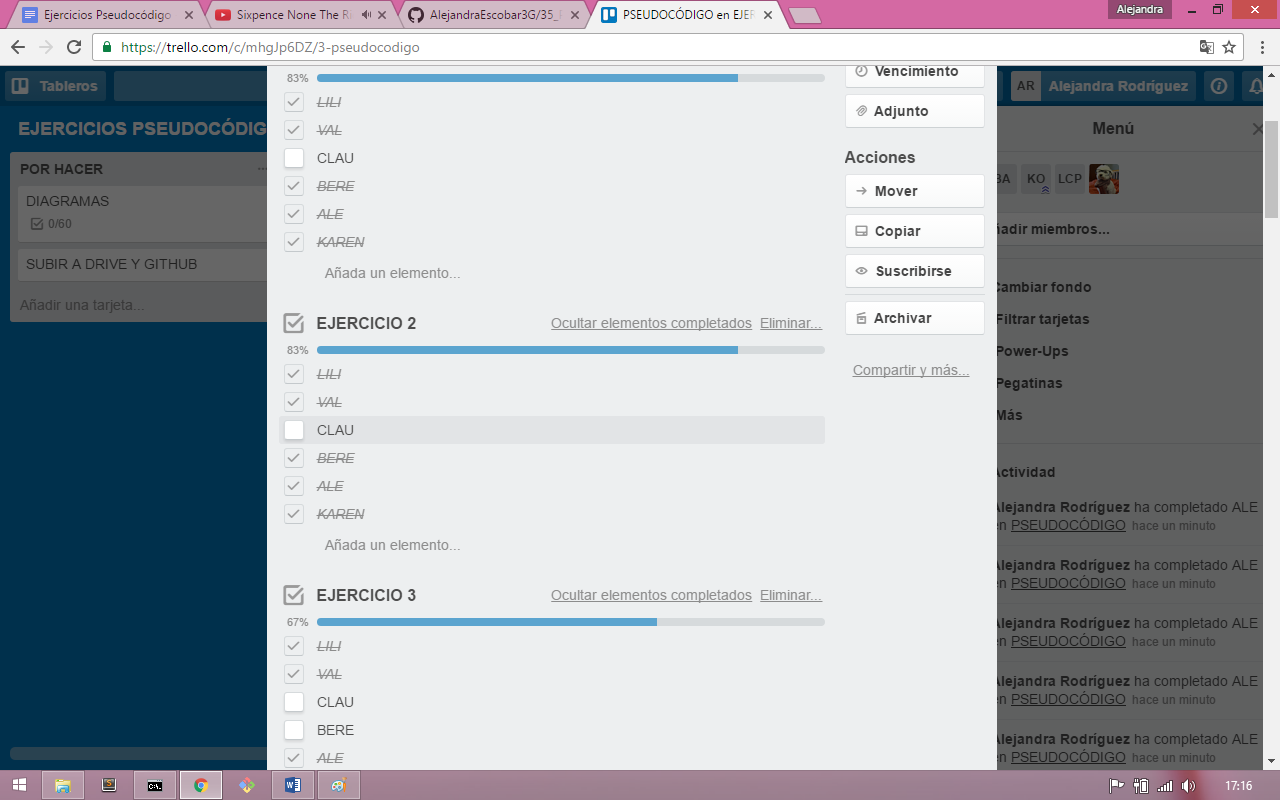 Ejercicios Pseudocódigo
Sixpence None The Ri
AlejandraEscobar3G/35_
PSEUDOCÓDIGO en EJER
Alejandra
https://trello.com/c/mhgJp6DZ/3-pseudocodigo
Tableros
AR
Alejandra Rodríguez
EJERCICIOS PSEUDOCÓDIG
POR HACER
DIAGRAMAS
0/60
SUBIR A DRIVE Y GITHUB
Añadir una tarjeta...
83%
LILI
VAL
CLAU
BERE
ALE
KAREN
Añada un elemento...
EJERCICIO 2
Ocultar elementos completados
Eliminar...
83%
LILI
VAL
CLAU
BERE
ALE
KAREN
Añada un elemento...
EJERCICIO 3
Ocultar elementos completados
Eliminar...
67%
LILI
VAL
CLAU
BERE
ALE
Vencimiento
Adjunto
Acciones
Mover
Copiar
Suscribirse
Archivar
Compartir y más...
Menú
BA
KO
LCP
ñadir miembros...
Cambiar fondo
Filtrar tarjetas
Power-Ups
Pegatinas
Más
Actividad
Alejandra Rodríguez ha completado ALE
en PSEUDOCÓDIGO hace un minuto
Alejandra Rodríguez ha completado ALE
en PSEUDOCÓDIGO hace un minuto
Alejandra Rodríguez ha completado ALE
en PSEUDOCÓDIGO hace un minuto
Alejandra Rodríguez ha completado ALE
en PSEUDOCÓDIGO hace un minuto
Alejandra Rodríguez ha completado ALE
en PSEUDOCÓDIGO hace un minuto
17:16